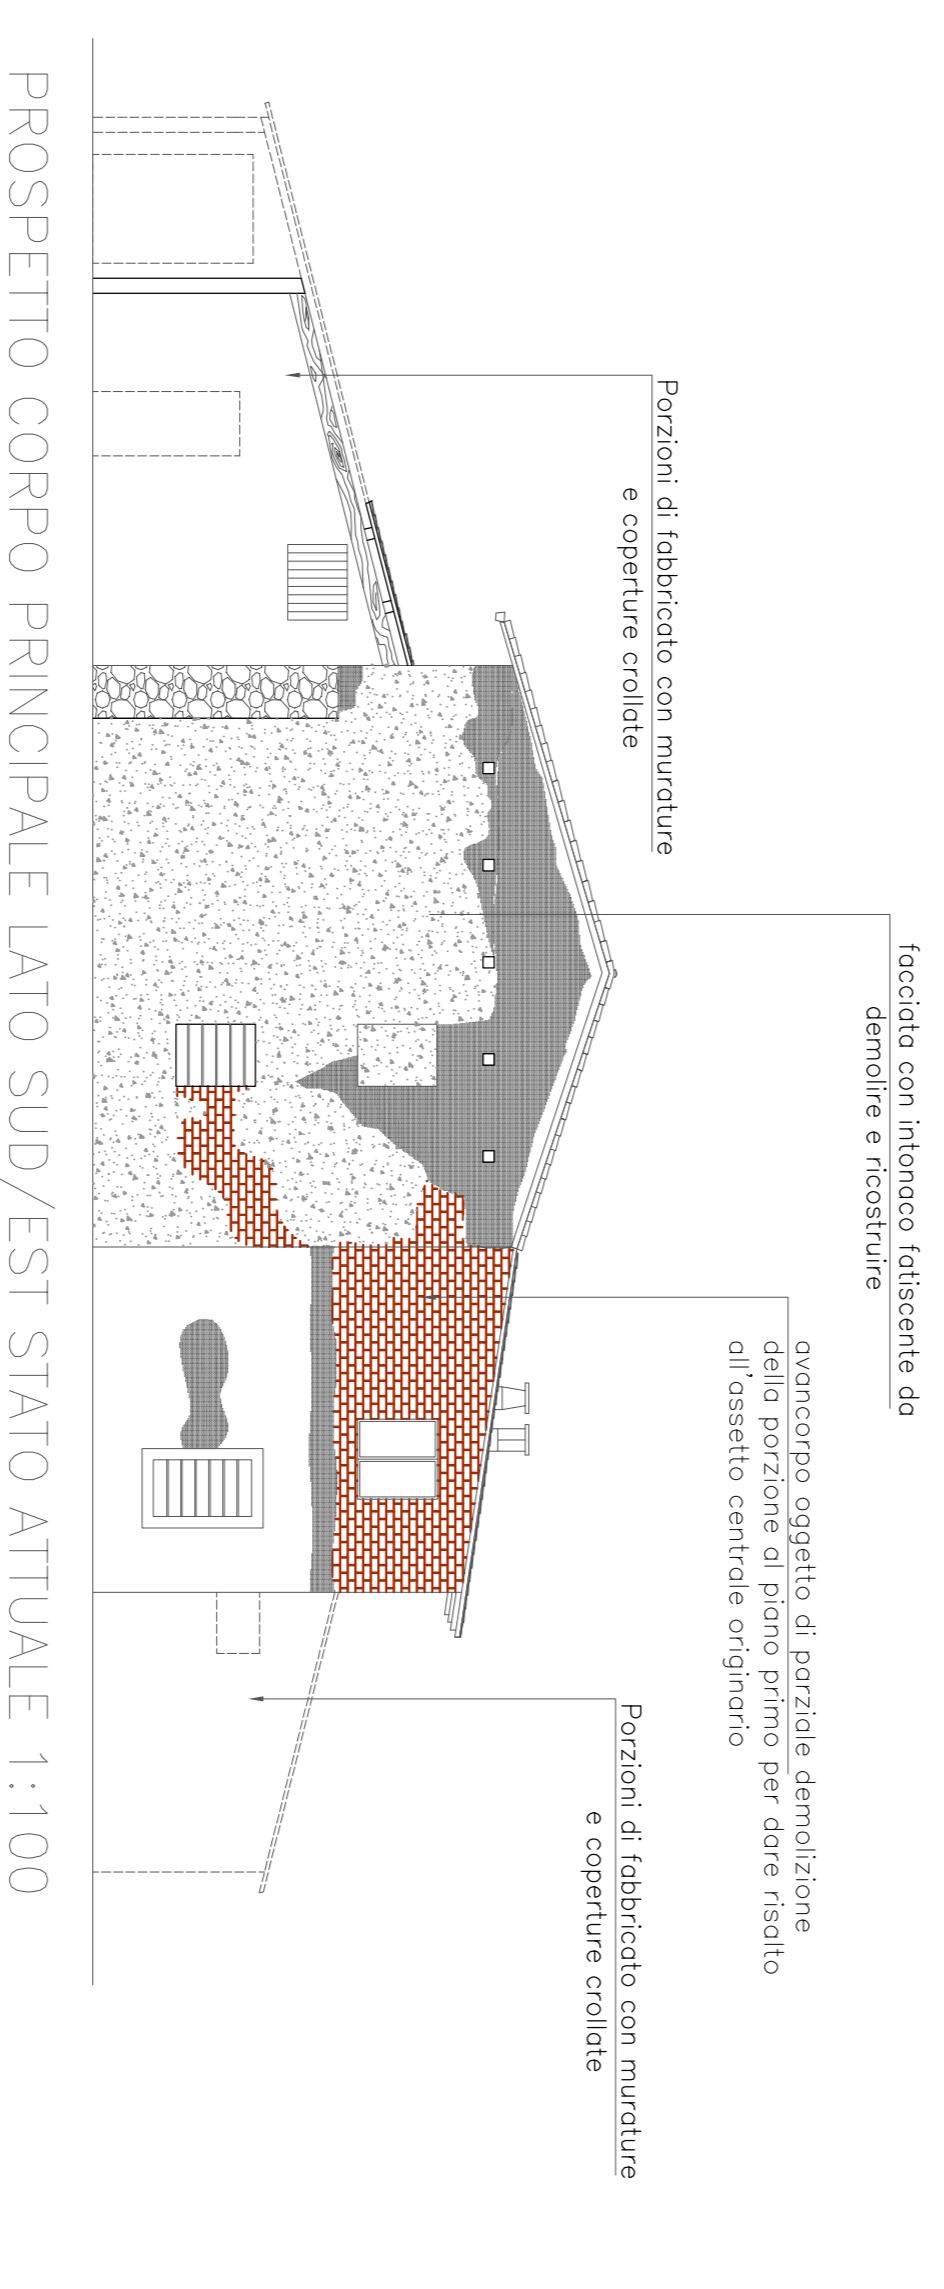 Porzioni di fabbricato con murature
e coperture crollate
facciata con intonaco fatiscente da
demolire e ricostruire
avancorpo oggetto di parziale demolizione
della porzione al piano primo per dare risalto
all'assetto centrale originario
Porzioni di fabbricato con murature
e coperture crollate
PROSPETTO CORPO PRINCIPALE LATO SUD/EST STATO ATTUALE 1:100